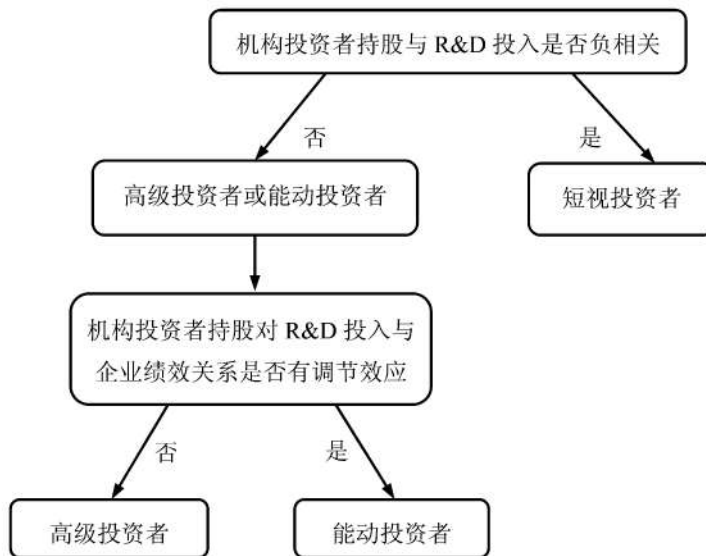 机构投资者持股与 R&D 投入是否负相关
否
是
高级投资者或能动投资者
短视投资者
机构投资者持股对 R&D 投入与
企业绩效关系是否有调节效应
否
是
高级投资者
能动投资者